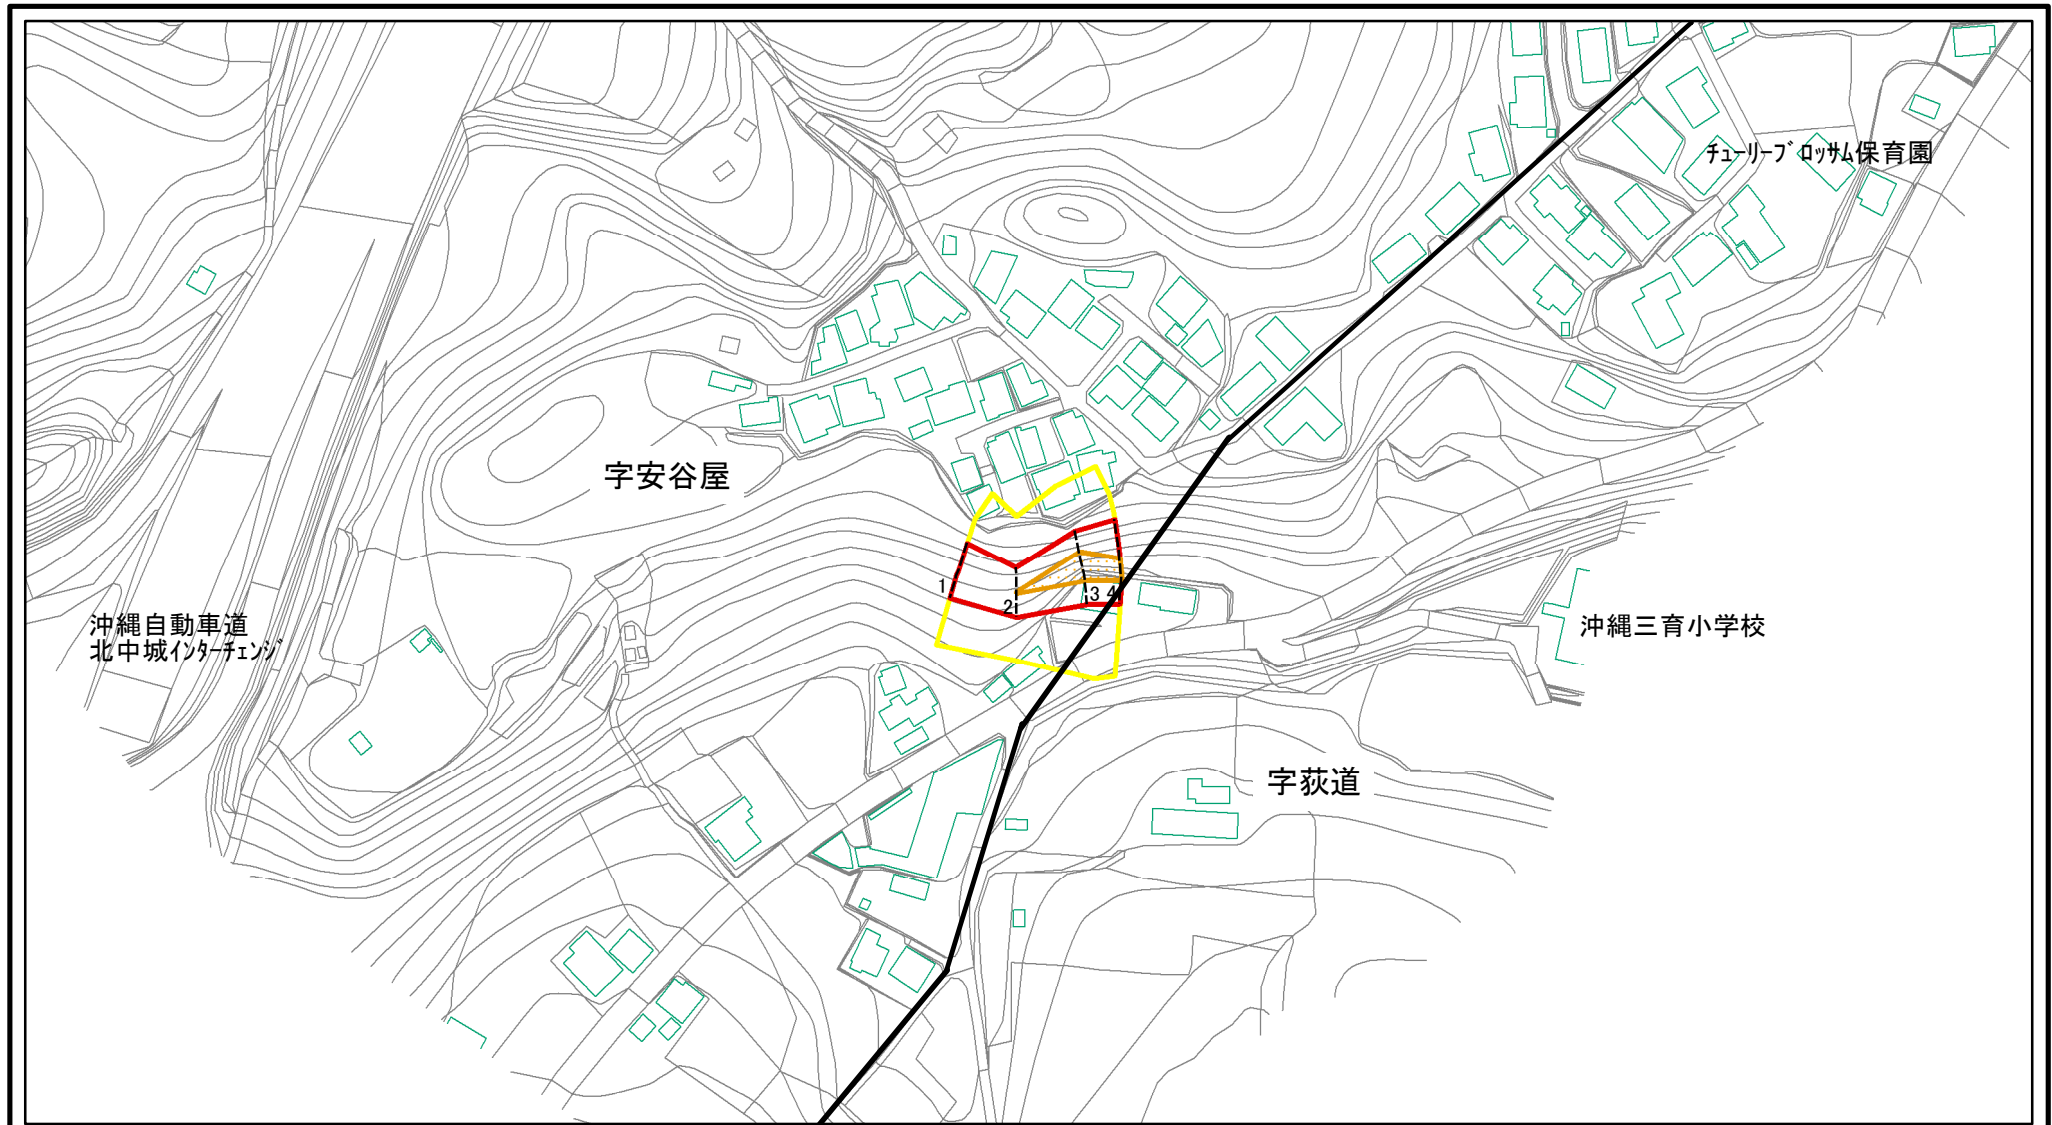 チューリーブロッサム保育園
字安谷屋
1
2
3 4
沖縄自動車道
北中城インターチェンジ
沖縄三育小学校
字荻道